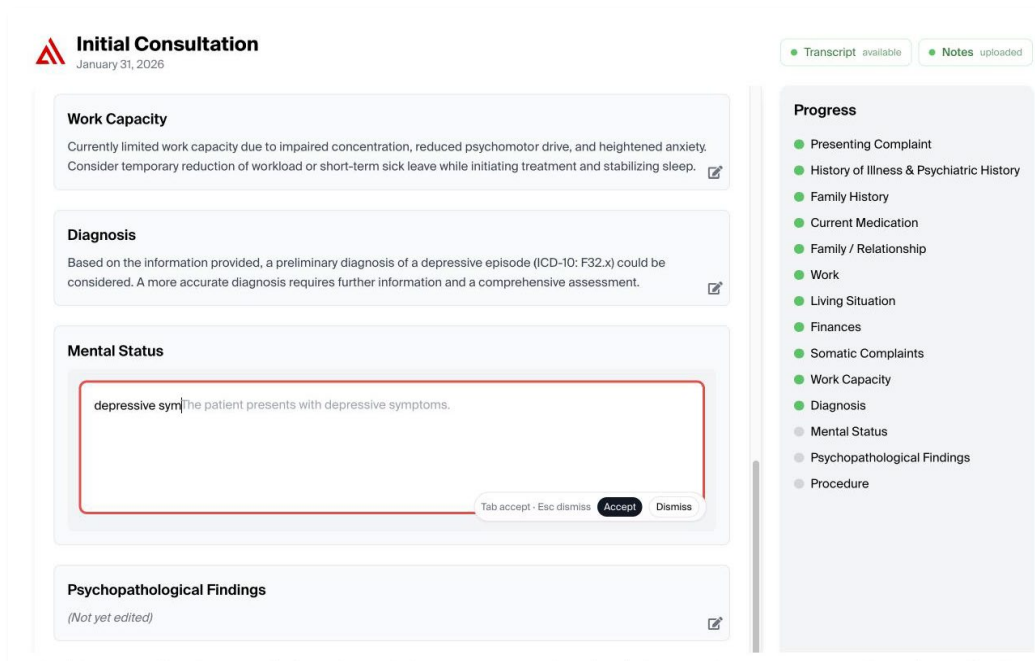 Initial Consultation
January 31, 2026
Transcript available
Notes uploaded
Work Capacity
Currently limited work capacity due to impaired concentration, reduced psychomotor drive, and heightened anxiety.
Consider temporary reduction of workload or short-term sick leave while initiating treatment and stabilizing sleep.
Diagnosis
Based on the information provided, a preliminary diagnosis of a depressive episode (ICD-10: F32.x) could be
considered. A more accurate diagnosis requires further information and a comprehensive assessment.
Mental Status
depressive symThe patient presents with depressive symptoms.
Tab accept · Esc dismiss Accept Dismiss
Psychopathological Findings
(Not yet edited)
Progress
Presenting Complaint
History of Illness & Psychiatric History
Family History
Current Medication
Family / Relationship
Work
Living Situation
Finances
Somatic Complaints
Work Capacity
Diagnosis
Mental Status
Psychopathological Findings
Procedure